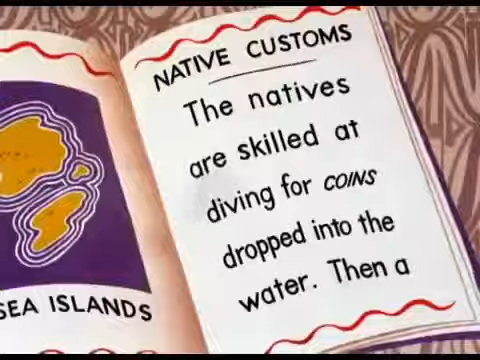 SEA ISLANDS
NATIVE CUSTOMS
The natives
are skilled at
diving for COINS
dropped into the
water. Then a